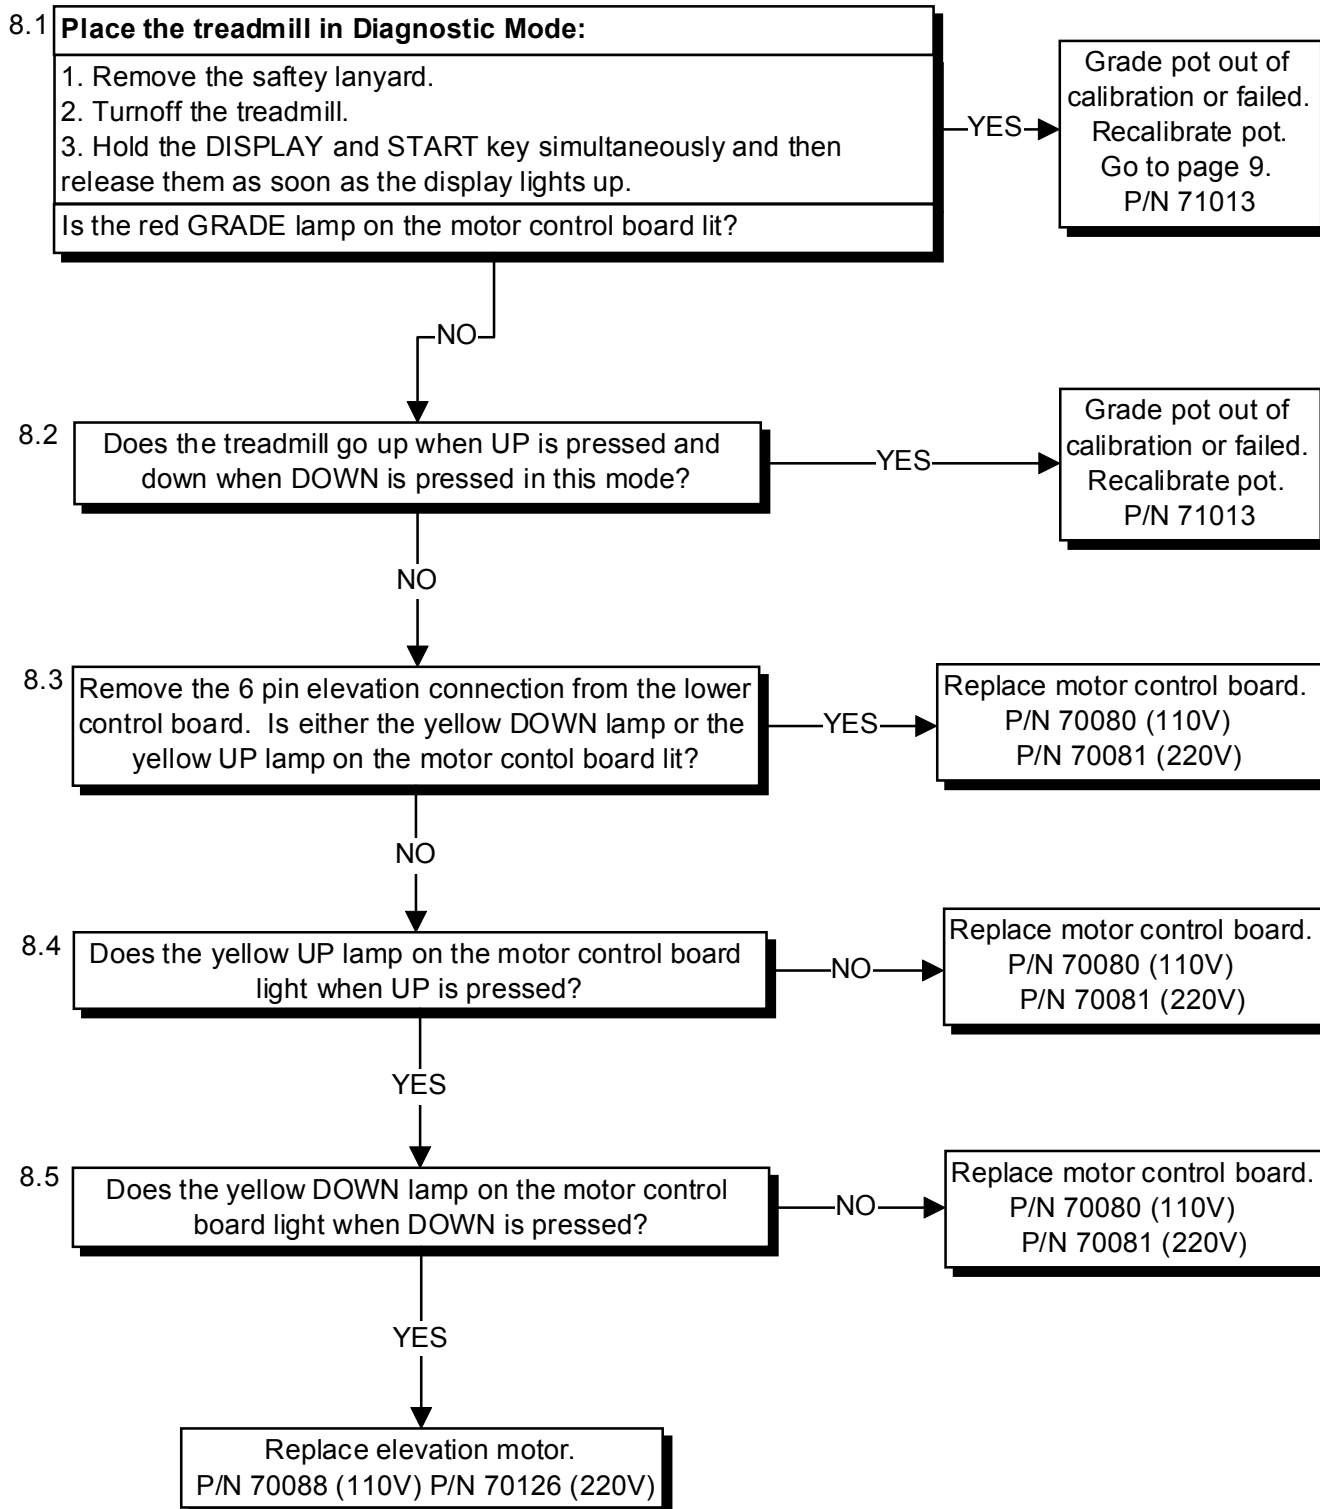 8.1
Place the treadmill in Diagnostic Mode:
1. Remove the saftey lanyard.
2. Turnoff the treadmill.
3. Hold the DISPLAY and START key simultaneously and then
release them as soon as the display lights up.
Is the red GRADE lamp on the motor control board lit?
YES
Grade pot out of
calibration or failed.
Recalibrate pot.
Go to page 9.
P/N 71013
NO
8.2
Does the treadmill go up when UP is pressed and
down when DOWN is pressed in this mode?
YES
Grade pot out of
calibration or failed.
Recalibrate pot.
P/N 71013
NO
8.3
Remove the 6 pin elevation connection from the lower
control board.  Is either the yellow DOWN lamp or the
yellow UP lamp on the motor contol board lit?
YES
Replace motor control board.
P/N 70080 (110V)
P/N 70081 (220V)
NO
8.4
Does the yellow UP lamp on the motor control board
light when UP is pressed?
NO
Replace motor control board.
P/N 70080 (110V)
P/N 70081 (220V)
YES
8.5
Does the yellow DOWN lamp on the motor control
board light when DOWN is pressed?
NO
Replace motor control board.
P/N 70080 (110V)
P/N 70081 (220V)
YES
Replace elevation motor.
P/N 70088 (110V) P/N 70126 (220V)